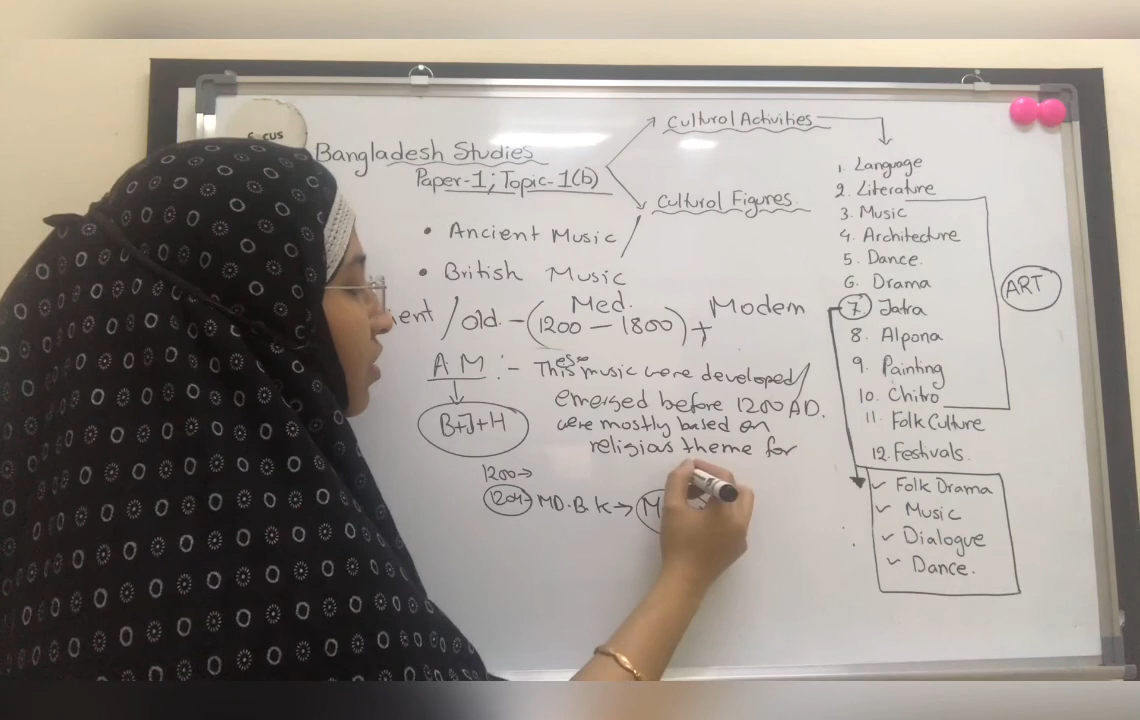 Bangladesh Studies
Paper-1; Topic-1(b)
Cultural Activities
Cultural Figures
• Ancient Music
• British Music
/ old. - (1200 - 1800) + Modern
Med.
AM :- These music were developed/
emerged before 1200 AD.
were mostly based on
religias theme for
B+J+H
1200→
1204- MD. B. K →
1. Language
2. Literature
3. Music
4. Architecture
5. Dance.
6. Drama
7. Jatra
8. Alpona
9. Painting
10. Chitro
11. Folk Culture
12. Festivals.
ART
✓ Folk Drama
✓ Music
✓ Dialogue
✓ Dance.